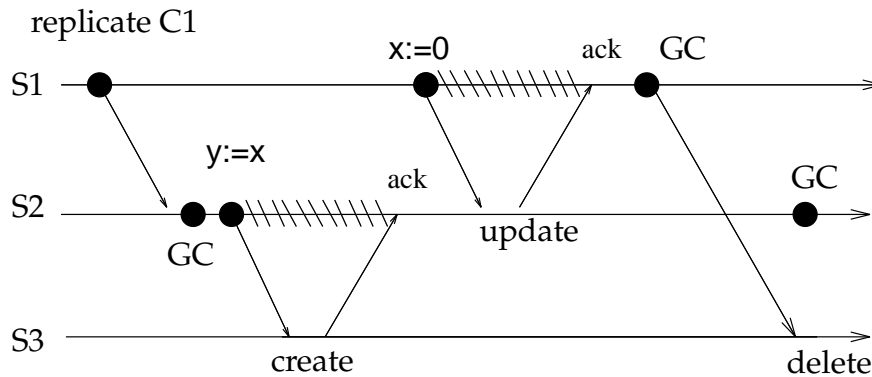 replicate C1
x:=0
ack
GC
S1
y:=x
ack
GC
S2
GC
update
S3
create
delete